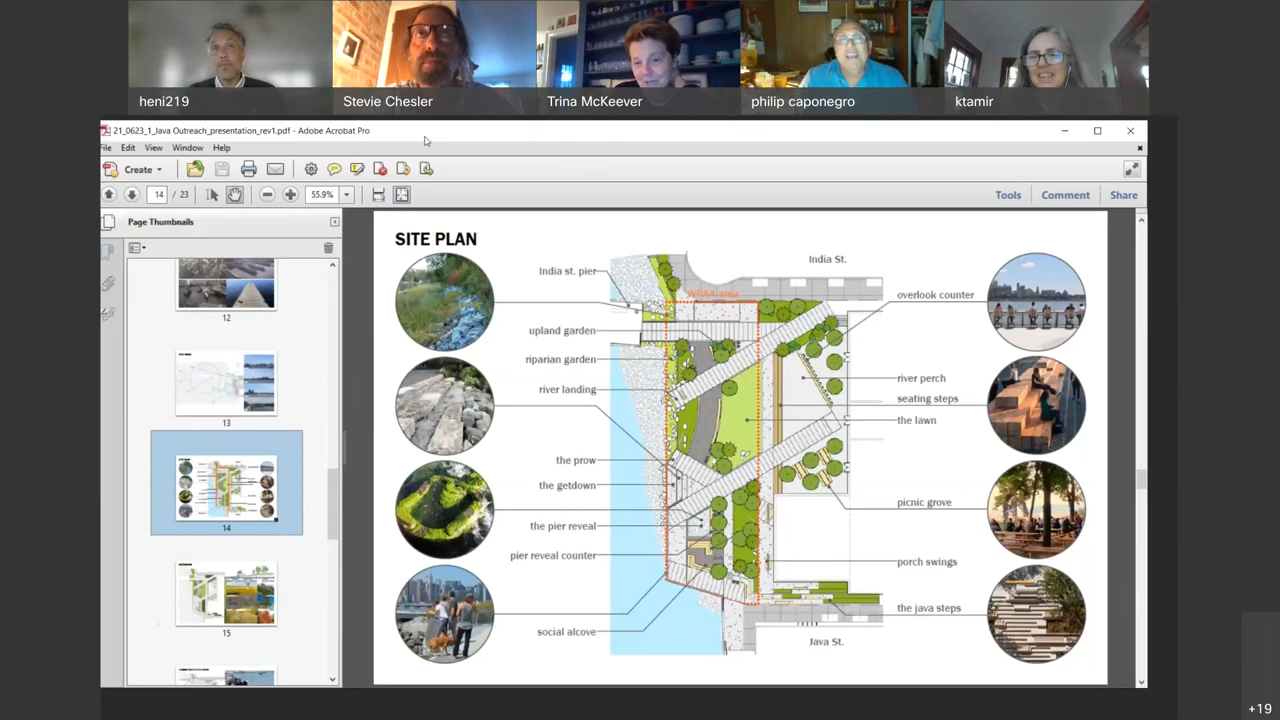 heni219
Stevie Chesler
Trina McKeever
philip caponegro
ktamir
21_0623_1_Java Outreach_presentation_rev1.pdf - Adobe Acrobat Pro
File Edit View Window Help
Create
14 / 23
55.9%
Tools Comment Share
Page Thumbnails
12
13
14
15
SITE PLAN
India St.
India st. pier
WPAA area
overlook counter
upland garden
riparian garden
river landing
river perch
seating steps
the lawn
the prow
the getdown
picnic grove
the pier reveal
pier reveal counter
porch swings
the java steps
social alcove
Java St.
+19